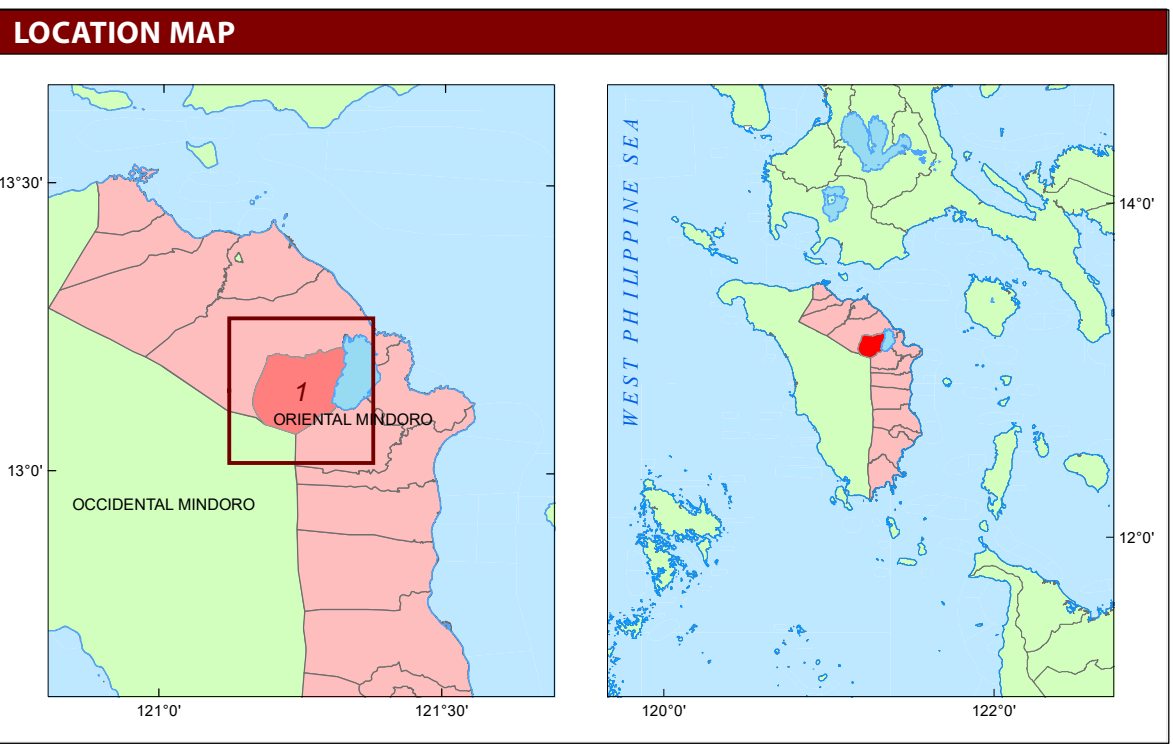 LOCATION MAP
13°30'
13°0'
1
ORIENTAL MINDORO
OCCIDENTAL MINDORO
121°0'
121°30'
WEST PHILIPPINE SEA
14°0'
12°0'
120°0'
122°0'